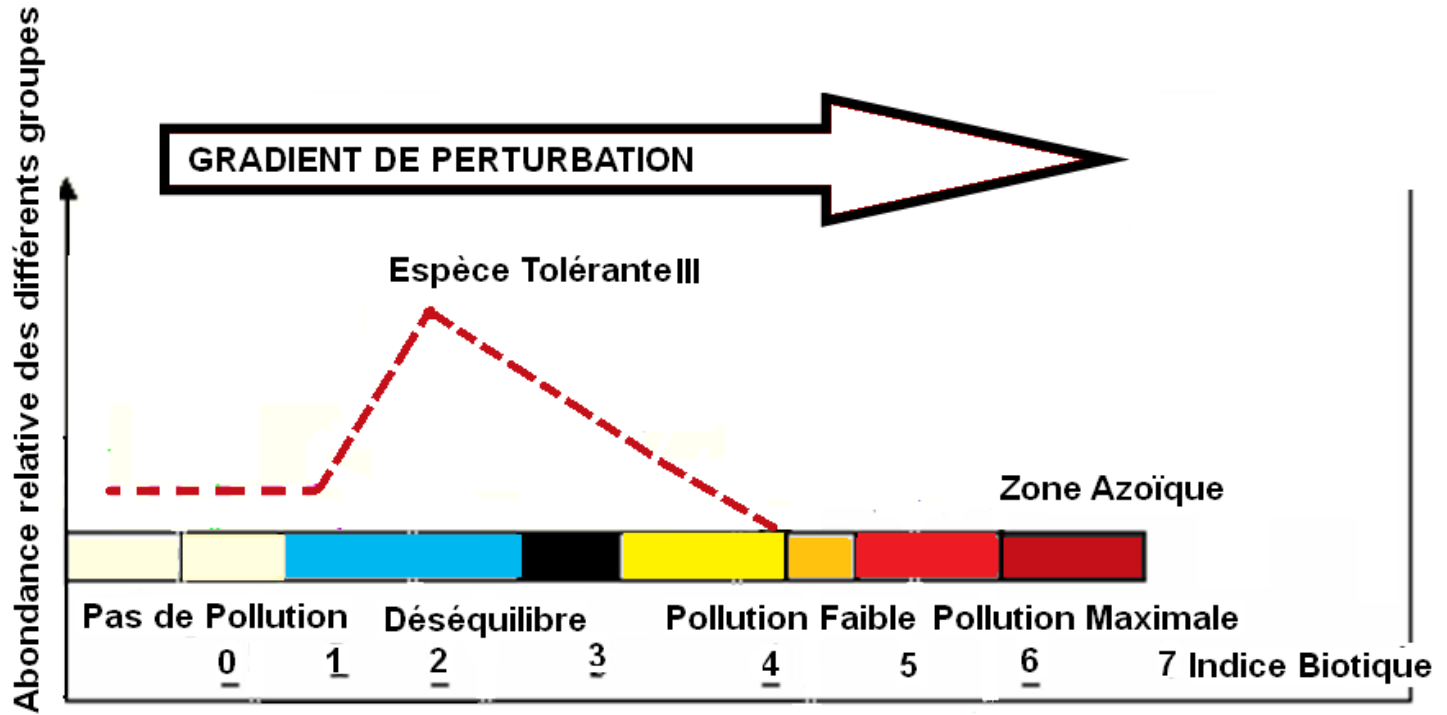 Abondance relative des différents groupes
GRADIENT DE PERTURBATION
Espèce Tolérante III
Zone Azoïque
Pas de Pollution Déséquilibre Pollution Faible Pollution Maximale
0 1 2 3 4 5 6 7 Indice Biotique